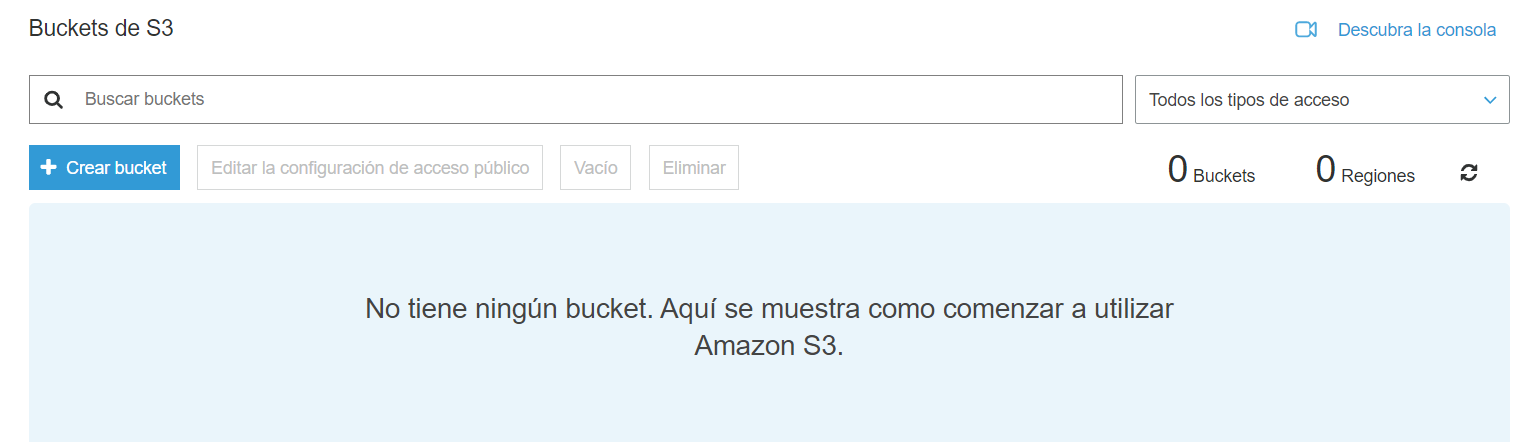 Buckets de S3
Descubra la consola
Buscar buckets
Todos los tipos de acceso
Crear bucket
Editar la configuración de acceso público
Vacío
Eliminar
0 Buckets
0 Regiones
No tiene ningún bucket. Aquí se muestra como comenzar a utilizar
Amazon S3.